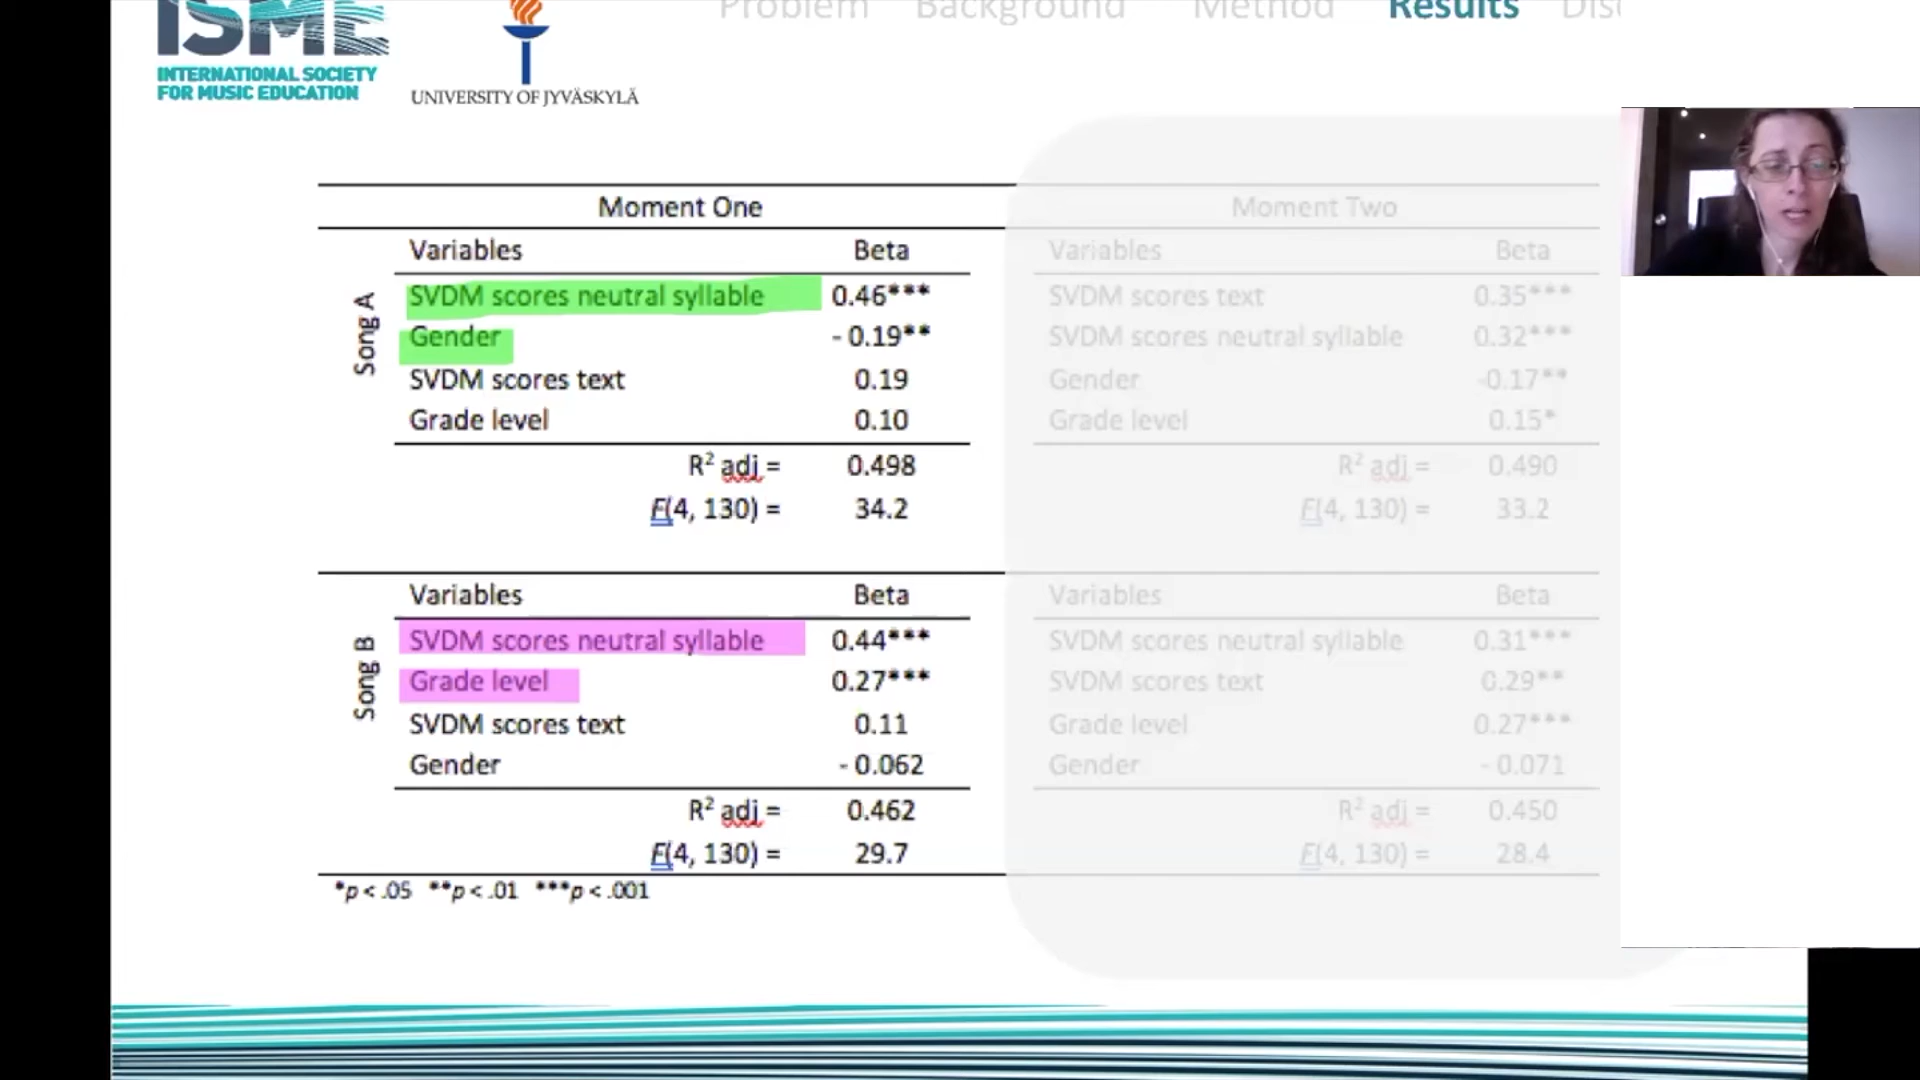 Problem Background Method Results Disc
ISME
INTERNATIONAL SOCIETY
FOR MUSIC EDUCATION
UNIVERSITY OF JYVÄSKYLÄ
Moment One Moment Two
Song A
Variables Beta Variables Beta
SVDM scores neutral syllable 0.46*** SVDM scores text 0.35***
Gender - 0.19** SVDM scores neutral syllable 0.32***
SVDM scores text 0.19 Gender -0.17**
Grade level 0.10 Grade level 0.15*
R² adj = 0.498 R² adj = 0.490
F(4, 130) = 34.2 F(4, 130) = 33.2
Song B
Variables Beta Variables Beta
SVDM scores neutral syllable 0.44*** SVDM scores neutral syllable 0.31***
Grade level 0.27*** SVDM scores text 0.29**
SVDM scores text 0.11 Grade level 0.27***
Gender - 0.062 Gender - 0.071
R² adj = 0.462 R² adj = 0.450
F(4, 130) = 29.7 F(4, 130) = 28.4
*p < .05 **p < .01 ***p < .001